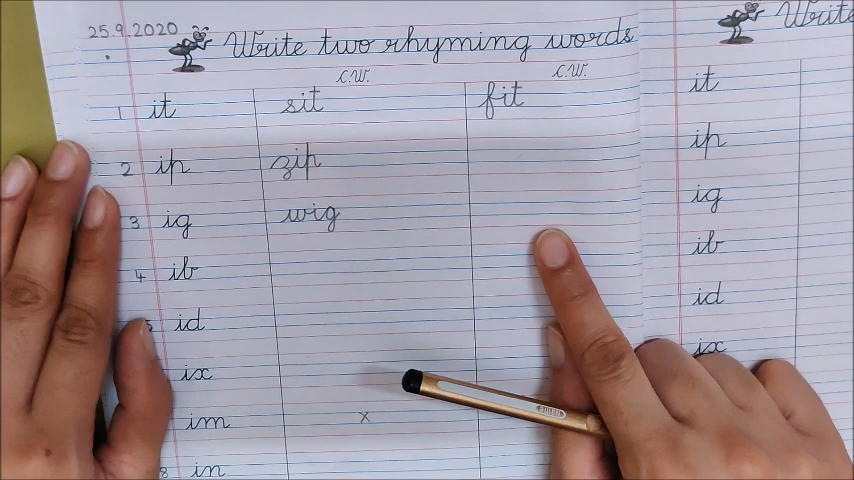 25.9.2020
Write two rhyming words
c.w. c.w.
1 it sit fit
2 ip zip
3 ig wig
4 ib
5 id
ix
im x
8 in
Write
it
ip
ig
ib
id
ix